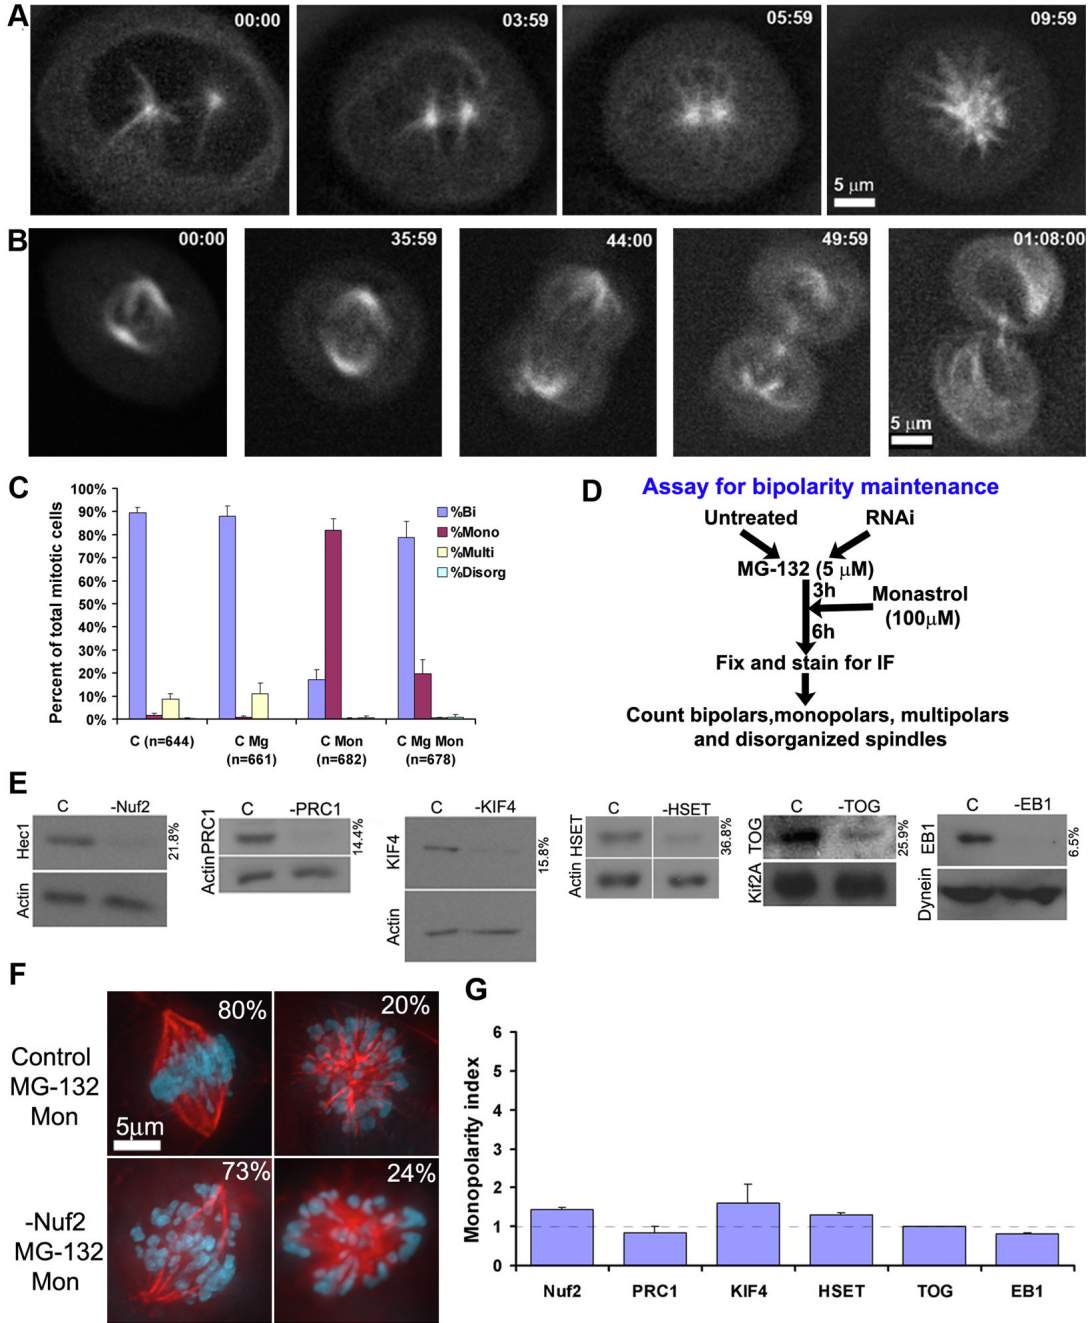 A
00:00
03:59
05:59
09:59
5 μm
B
00:00
35:59
44:00
49:59
01:08:00
5 μm
C
100%
90%
80%
70%
60%
50%
40%
30%
20%
10%
0%
Percent of total mitotic cells
%Bi
%Mono
%Multi
%Disorg
C (n=644)
C Mg
(n=661)
C Mon
(n=682)
C Mg Mon
(n=678)
D
Assay for bipolarity maintenance
Untreated
RNAi
MG-132 (5 μM)
3h
Monastrol
(100μM)
6h
Fix and stain for IF
Count bipolars,monopolars, multipolars
and disorganized spindles
E
C -Nuf2
Hec1
21.8%
Actin
C -PRC1
PRC1
14.4%
Actin
C -KIF4
KIF4
15.8%
Actin
C -HSET
HSET
36.8%
Actin
C -TOG
TOG
25.9%
Kif2A
C -EB1
EB1
6.5%
Dynein
F
Control
MG-132
Mon
80%
20%
5μm
-Nuf2
MG-132
Mon
73%
24%
G
Monopolarity index
6
5
4
3
2
1
0
Nuf2
PRC1
KIF4
HSET
TOG
EB1